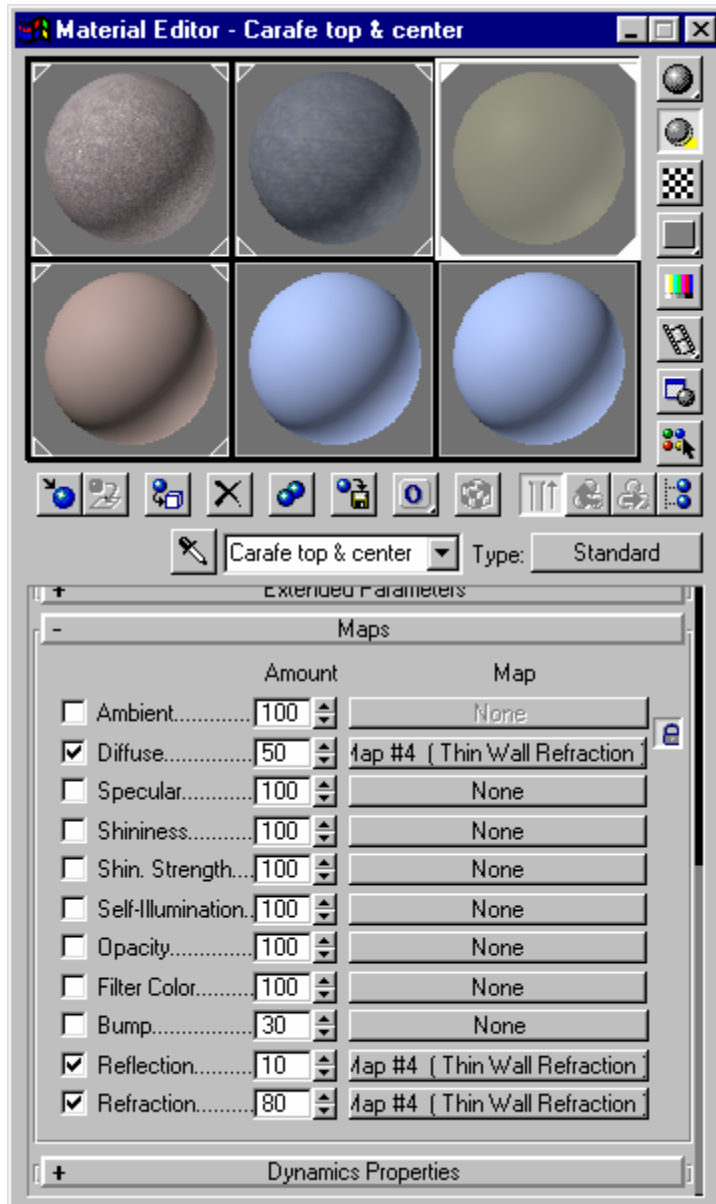 Material Editor - Carafe top & center
Carafe top & center Type: Standard
+ Extended Parameters
- Maps
Amount Map
Ambient............. 100 None
Diffuse............... 50 Map #4 ( Thin Wall Refraction )
Specular............ 100 None
Shininess.......... 100 None
Shin. Strength.... 100 None
Self-Illumination.. 100 None
Opacity.............. 100 None
Filter Color......... 100 None
Bump................. 30 None
Reflection.......... 10 Map #4 ( Thin Wall Refraction )
Refraction......... 80 Map #4 ( Thin Wall Refraction )
+ Dynamics Properties